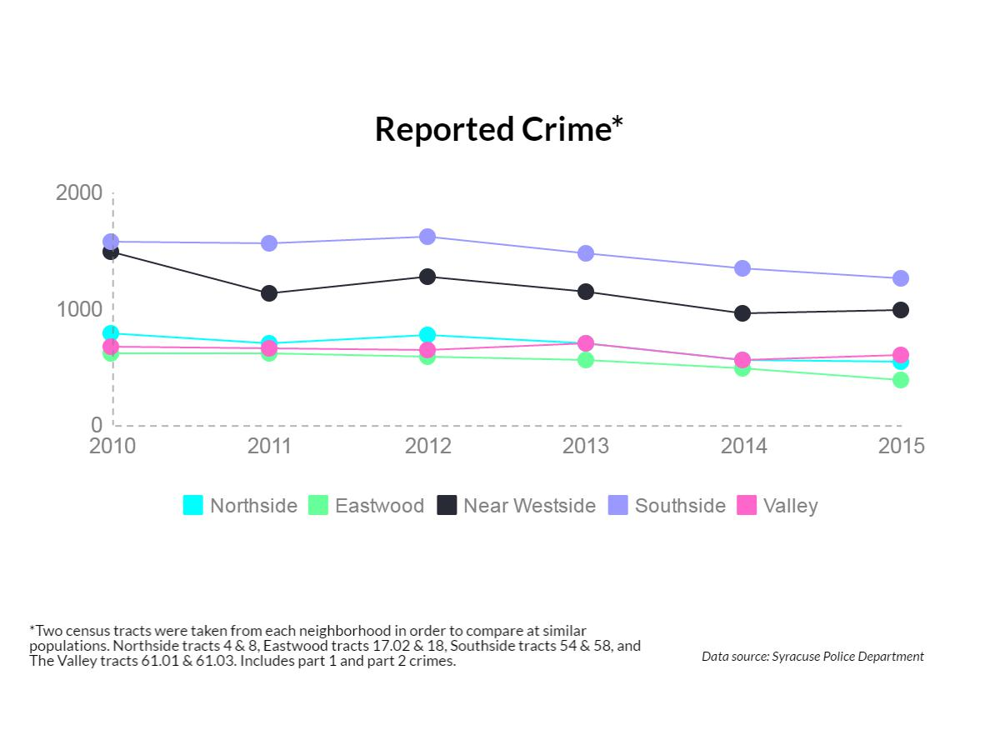 Reported Crime*
2000
1000
0
2010 2011 2012 2013 2014 2015
Northside Eastwood Near Westside Southside Valley
*Two census tracts were taken from each neighborhood in order to compare at similar
populations. Northside tracts 4 & 8, Eastwood tracts 17.02 & 18, Southside tracts 54 & 58, and
The Valley tracts 61.01 & 61.03. Includes part 1 and part 2 crimes.
Data source: Syracuse Police Department